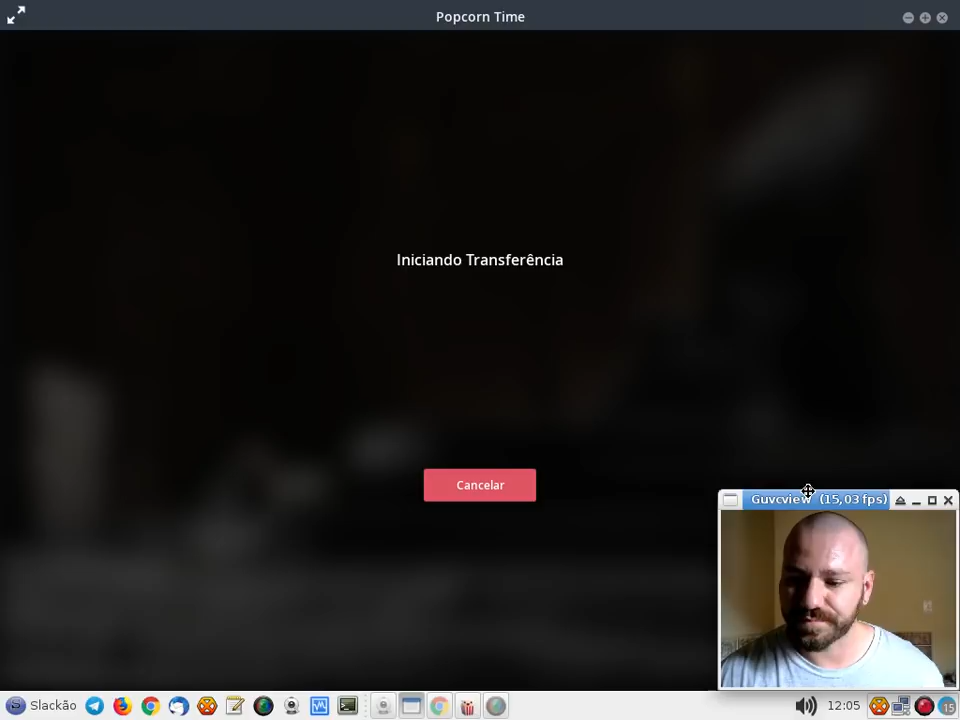 Popcorn Time
Iniciando Transferência
Cancelar
Guvcview (15,03 fps)
Slackão
12:05
15